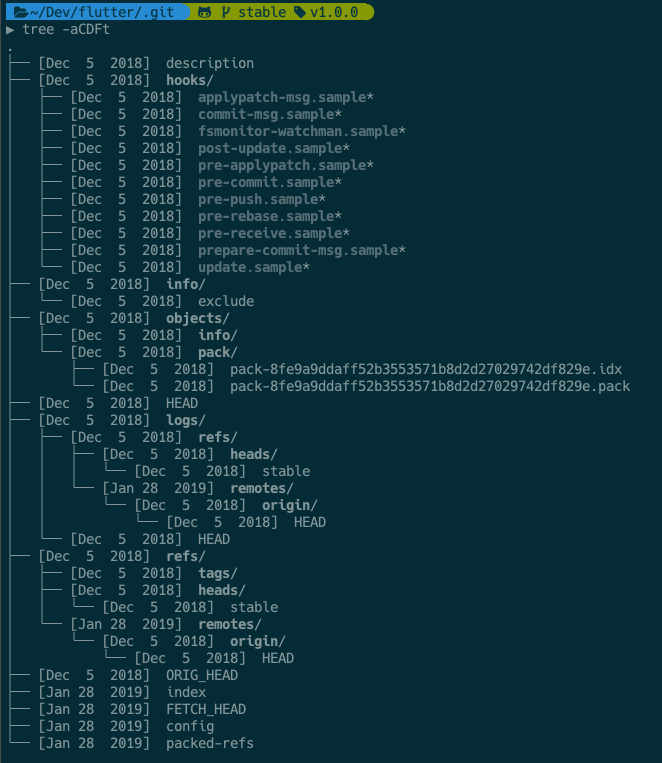 ~/Dev/flutter/.git stable v1.0.0
▶ tree -aCDFt
.
├── [Dec  5  2018]  description
├── [Dec  5  2018]  hooks/
│   ├── [Dec  5  2018]  applypatch-msg.sample*
│   ├── [Dec  5  2018]  commit-msg.sample*
│   ├── [Dec  5  2018]  fsmonitor-watchman.sample*
│   ├── [Dec  5  2018]  post-update.sample*
│   ├── [Dec  5  2018]  pre-applypatch.sample*
│   ├── [Dec  5  2018]  pre-commit.sample*
│   ├── [Dec  5  2018]  pre-push.sample*
│   ├── [Dec  5  2018]  pre-rebase.sample*
│   ├── [Dec  5  2018]  pre-receive.sample*
│   ├── [Dec  5  2018]  prepare-commit-msg.sample*
│   └── [Dec  5  2018]  update.sample*
├── [Dec  5  2018]  info/
│   └── [Dec  5  2018]  exclude
├── [Dec  5  2018]  objects/
│   ├── [Dec  5  2018]  info/
│   └── [Dec  5  2018]  pack/
│       ├── [Dec  5  2018]  pack-8fe9a9ddaff52b3553571b8d2d27029742df829e.idx
│       └── [Dec  5  2018]  pack-8fe9a9ddaff52b3553571b8d2d27029742df829e.pack
├── [Dec  5  2018]  HEAD
├── [Dec  5  2018]  logs/
│   ├── [Dec  5  2018]  refs/
│   │   ├── [Dec  5  2018]  heads/
│   │   │   └── [Dec  5  2018]  stable
│   │   └── [Jan 28  2019]  remotes/
│   │       └── [Dec  5  2018]  origin/
│   │           └── [Dec  5  2018]  HEAD
│   └── [Dec  5  2018]  HEAD
├── [Dec  5  2018]  refs/
│   ├── [Dec  5  2018]  tags/
│   ├── [Dec  5  2018]  heads/
│   │   └── [Dec  5  2018]  stable
│   └── [Jan 28  2019]  remotes/
│       └── [Dec  5  2018]  origin/
│           └── [Dec  5  2018]  HEAD
├── [Dec  5  2018]  ORIG_HEAD
├── [Jan 28  2019]  index
├── [Jan 28  2019]  FETCH_HEAD
├── [Jan 28  2019]  config
└── [Jan 28  2019]  packed-refs